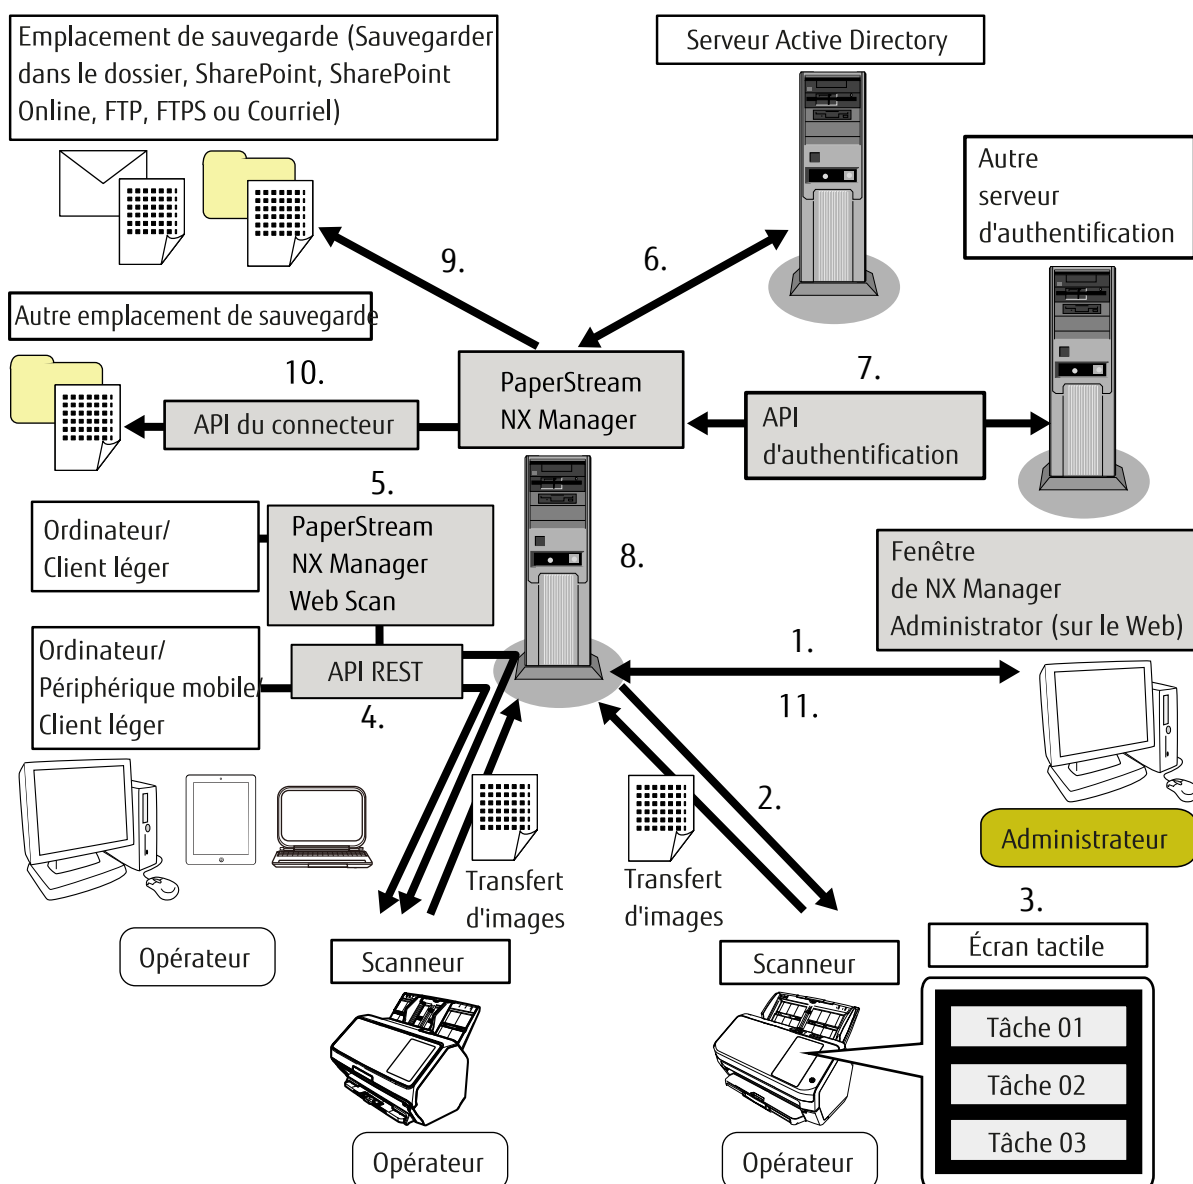 Emplacement de sauvegarde (Sauvegarder
dans le dossier, SharePoint, SharePoint
Online, FTP, FTPS ou Courriel)
Serveur Active Directory
Autre
serveur
d'authentification
9.
6.
Autre emplacement de sauvegarde
10.
API du connecteur
PaperStream
NX Manager
7.
API
d'authentification
5.
Ordinateur/
Client léger
PaperStream
NX Manager
Web Scan
8.
Fenêtre
de NX Manager
Administrator (sur le Web)
Ordinateur/
Périphérique mobile/
Client léger
API REST
4.
1.
11.
2.
Transfert
d'images
Transfert
d'images
Administrateur
3.
Opérateur
Scanneur
Scanneur
Écran tactile
Tâche 01
Tâche 02
Tâche 03
Opérateur
Opérateur